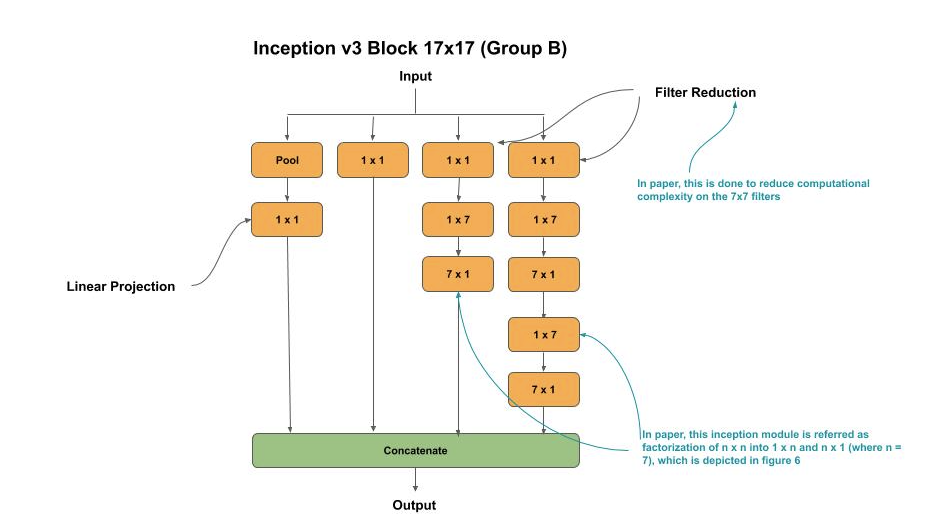 Inception v3 Block 17x17 (Group B)
Input
Filter Reduction
Pool
1 x 1
1 x 1
1 x 1
In paper, this is done to reduce computational
complexity on the 7x7 filters
1 x 1
1 x 7
1 x 7
Linear Projection
7 x 1
7 x 1
1 x 7
7 x 1
In paper, this inception module is referred as
factorization of n x n into 1 x n and n x 1 (where n =
7), which is depicted in figure 6
Concatenate
Output